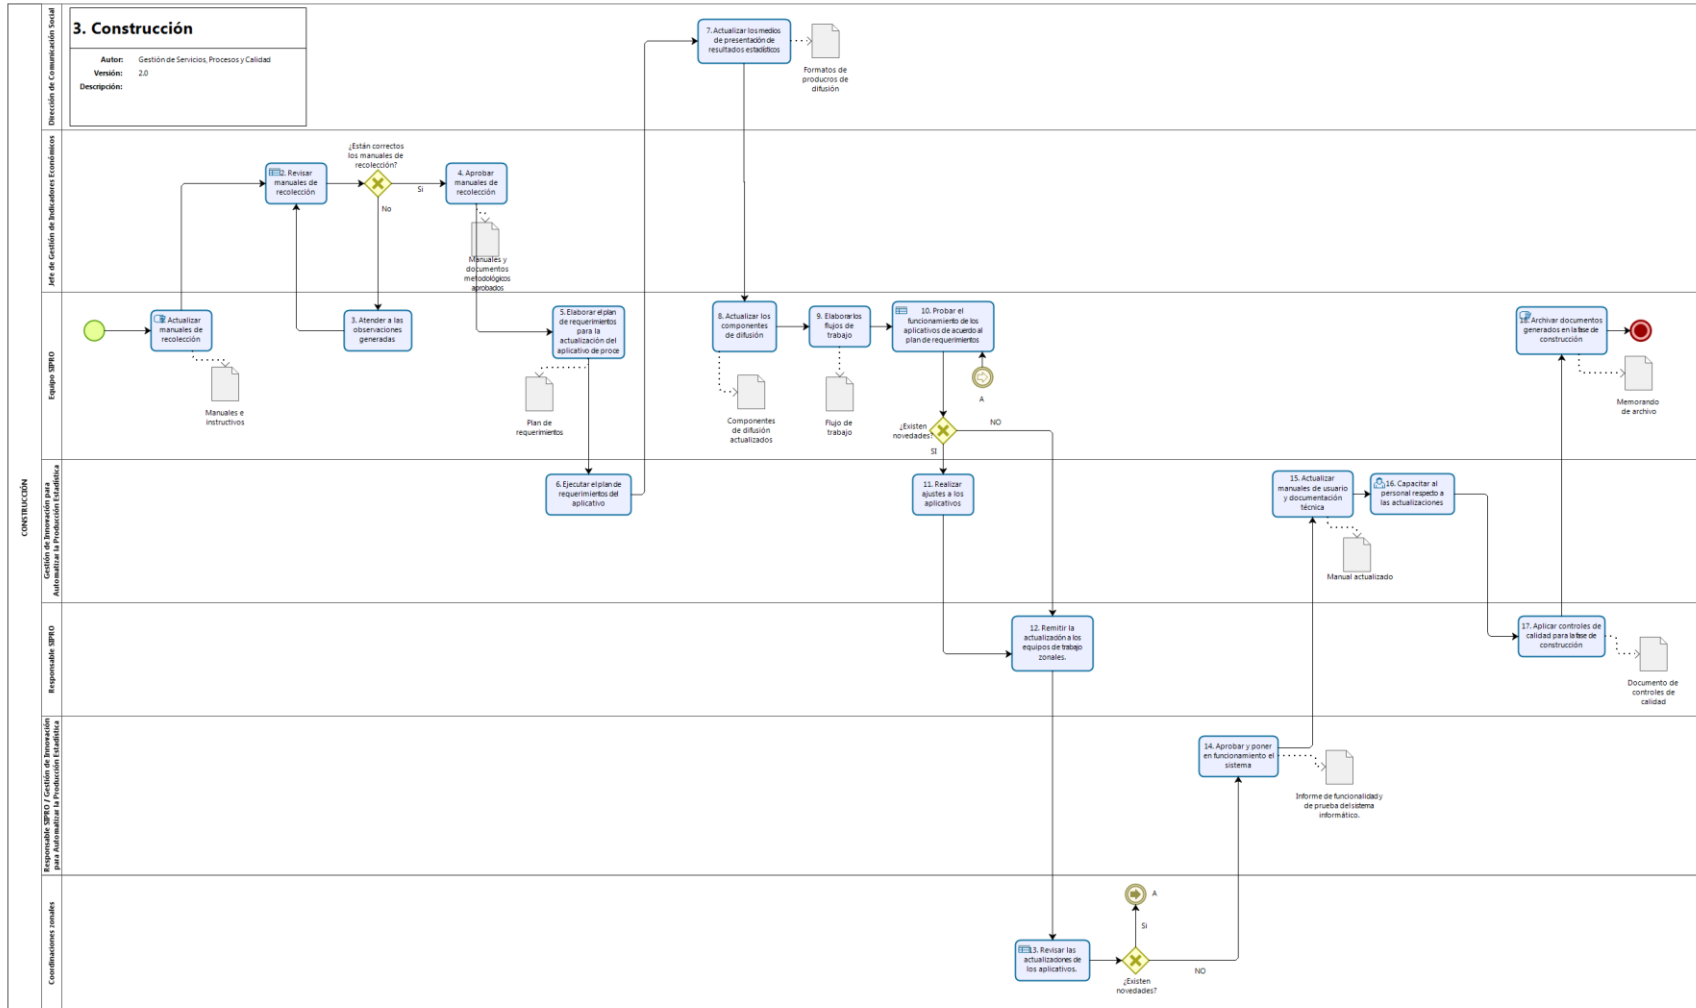 3. Construcción
Autor: Gestión de Servicios, Procesos y Calidad
Versión: 2.0
Descripción:
CONSTRUCCIÓN
Dirección de Comunicación Social
7. Actualizar los medios
de presentación de
resultados estadísticos
Formatos de
producros de
difusión
Jefe de Gestión de Indicadores Económicos
2. Revisar
manuales de
recolección
¿Están correctos
los manuales de
recolección?
Si
No
4. Aprobar
manuales de
recolección
Manuales y
documentos
metodológicos
aprobados
Equipo SIPRO
Actualizar
manuales de
recolección
Manuales e
instructivos
3. Atender a las
observaciones
generadas
5. Elaborar el plan
de requerimientos
para la
actualización del
aplicativo de proce
Plan de
requerimientos
8. Actualizar los
componentes
de difusión
Componentes
de difusión
actualizados
9. Elaborar los
flujos de
trabajo
Flujo de
trabajo
10. Probar el
funcionamiento de los
aplicativos de acuerdo al
plan de requerimientos
A
¿Existen
novedades?
NO
SI
18. Archivar documentos
generados en la fase de
construcción
Memorando
de archivo
Gestión de Innovación para
Automatizar la Producción Estadística
6. Ejecutar el plan de
requerimientos del
aplicativo
11. Realizar
ajustes a los
aplicativos
15. Actualizar
manuales de usuario
y documentación
técnica
Manual actualizado
16. Capacitar al
personal respecto a
las actualizaciones
Responsable SIPRO
12. Remitir la
actualización a los
equipos de trabajo
zonales.
17. Aplicar controles de
calidad para la fase de
construcción
Documento de
controles de
calidad
Responsable SIPRO / Gestión de Innovación
para Automatizar la Producción Estadística
14. Aprobar y poner
en funcionamiento el
sistema
Informe de funcionalidad y
de prueba del sistema
informático.
Coordinaciones zonales
13. Revisar las
actualizaciones de
los aplicativos.
A
Si
¿Existen
novedades?
NO